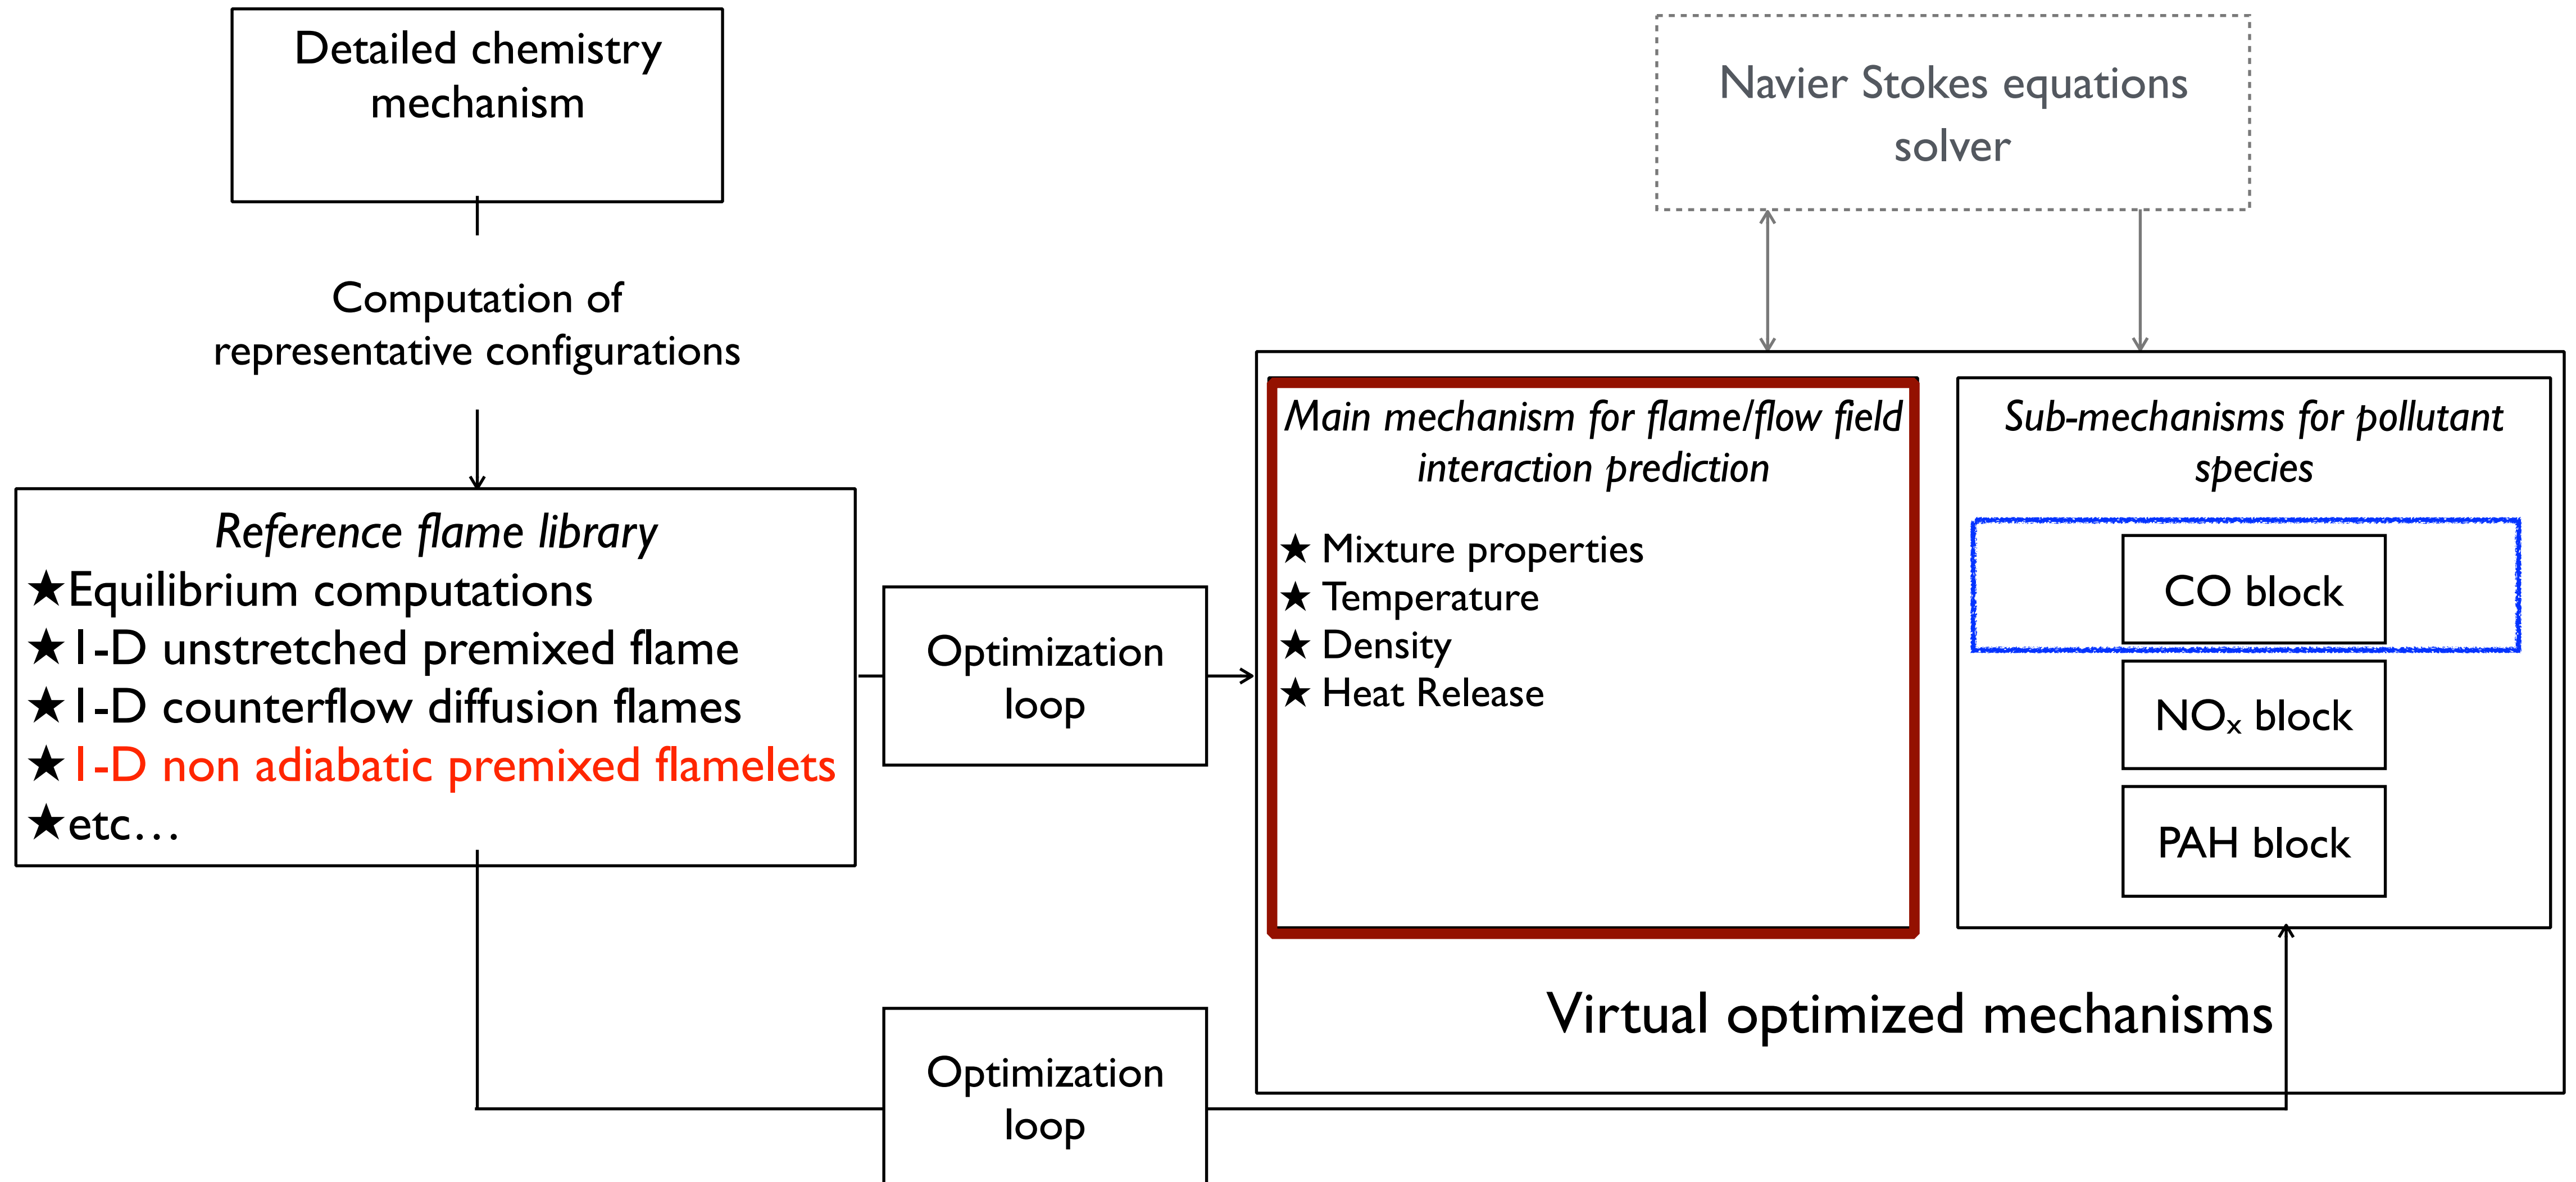 Detailed chemistry
mechanism
Computation of
representative configurations
Reference flame library
★Equilibrium computations
★1-D unstretched premixed flame
★1-D counterflow diffusion flames
★1-D non adiabatic premixed flamelets
★etc…
Optimization
loop
Optimization
loop
Navier Stokes equations
solver
Main mechanism for flame/flow field
interaction prediction
★ Mixture properties
★ Temperature
★ Density
★ Heat Release
Sub-mechanisms for pollutant
species
CO block
NOₓ block
PAH block
Virtual optimized mechanisms